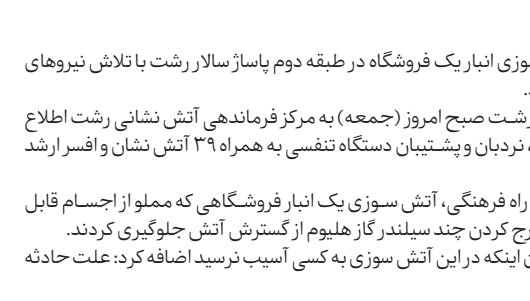 سوزی انبار یک فروشگاه در طبقه دوم پاساژ سالار رشت با تلاش نیروهای
.
رشت صبح امروز (جمعه) به مرکز فرماندهی آتش نشانی رشت اطلاع
، نردبان و پشتیبان دستگاه تنفسی به همراه ۳۹ آتش نشان و افسر ارشد
راه فرهنگی، آتش سوزی یک انبار فروشگاهی که مملو از اجسام قابل
کردن چند سیلندر گاز هلیوم از گسترش آتش جلوگیری کردند.
اینکه در این آتش سوزی به کسی آسیب نرسید اضافه کرد: علت حادثه